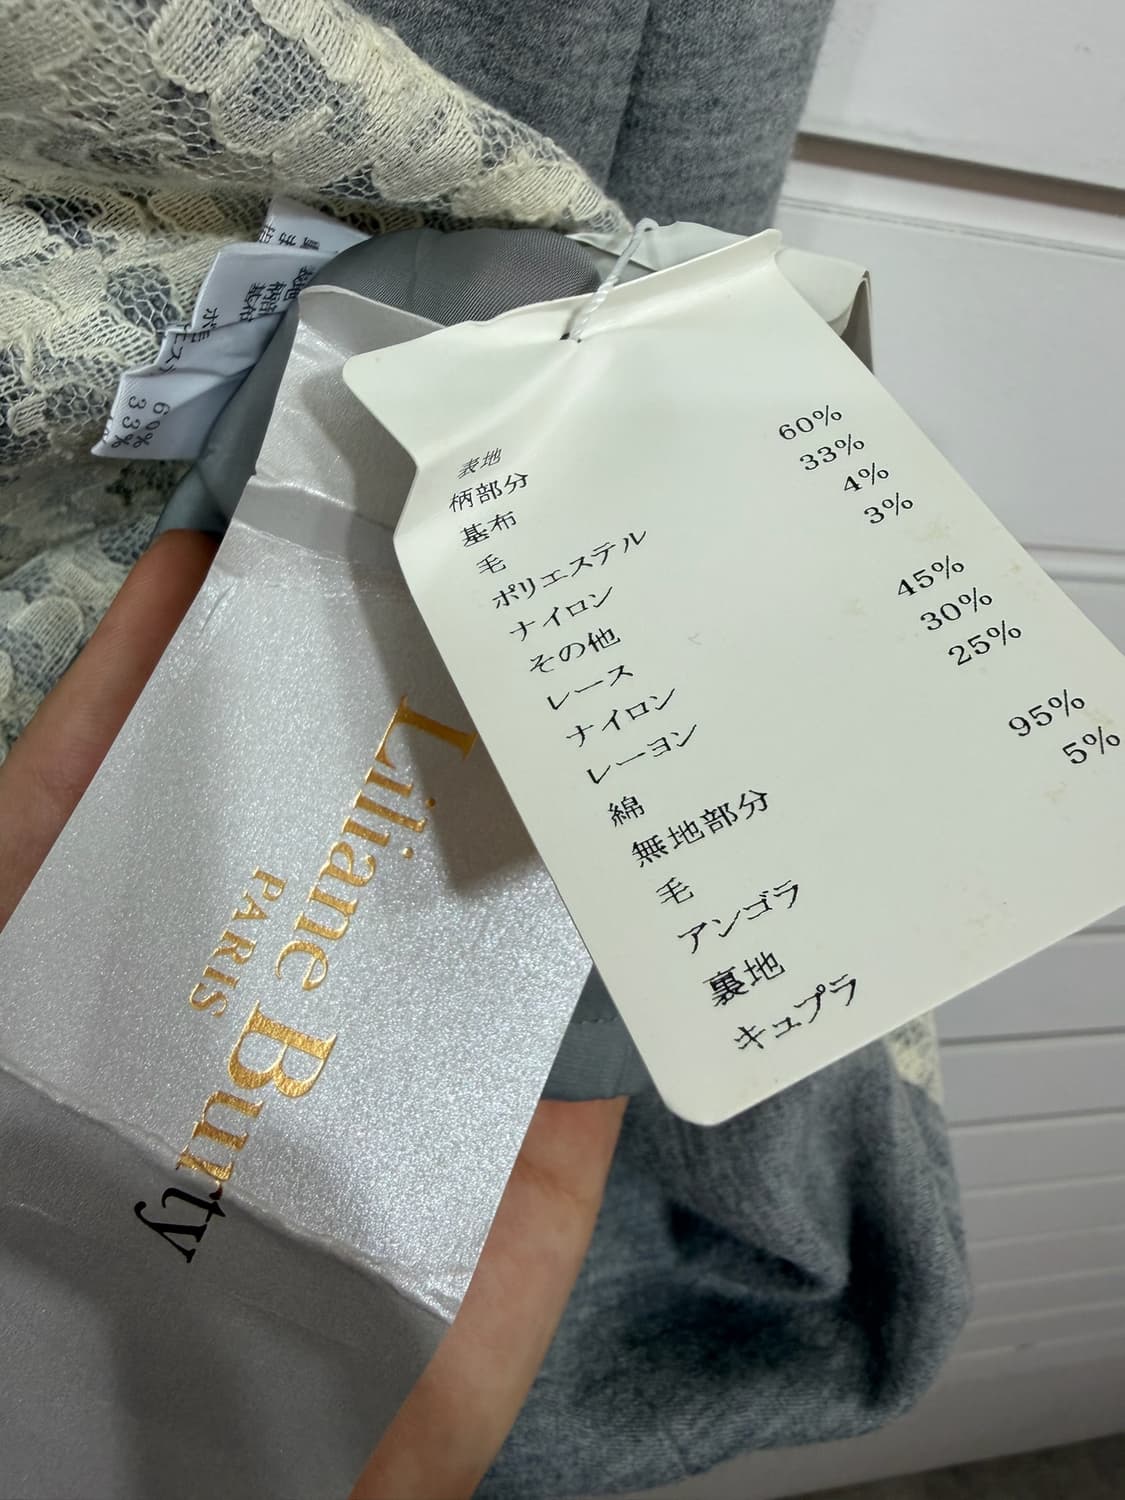 表地
柄部分
基布
毛 60%
ポリエステル 33%
ナイロン 4%
その他 3%
レース
ナイロン 45%
レーヨン 30%
綿 25%
無地部分
毛 95%
アンゴラ 5%
裏地
キュプラ
Liliane Burty
PARIS
60%
33%